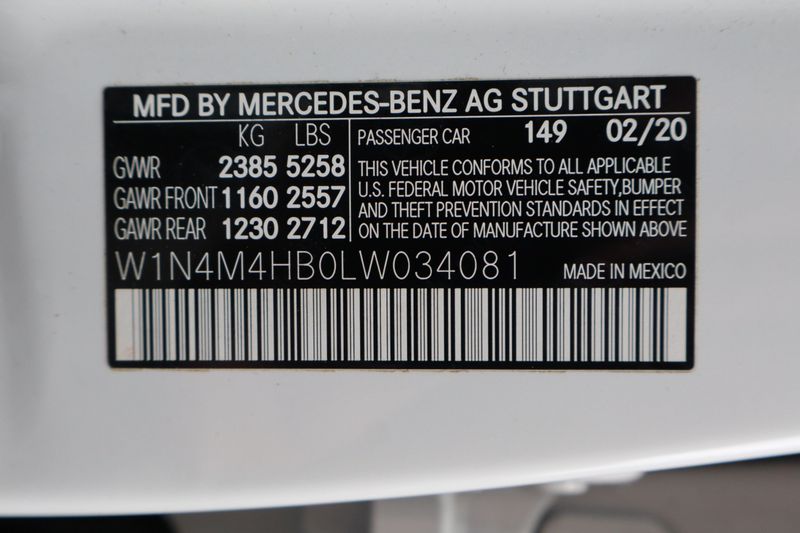 MFD BY MERCEDES-BENZ AG STUTTGART
KG LBS
GVWR 2385 5258
GAWR FRONT 1160 2557
GAWR REAR 1230 2712
PASSENGER CAR 149 02/20
THIS VEHICLE CONFORMS TO ALL APPLICABLE
U.S. FEDERAL MOTOR VEHICLE SAFETY,BUMPER
AND THEFT PREVENTION STANDARDS IN EFFECT
ON THE DATE OF MANUFACTURE SHOWN ABOVE
W1N4M4HB0LW034081 MADE IN MEXICO